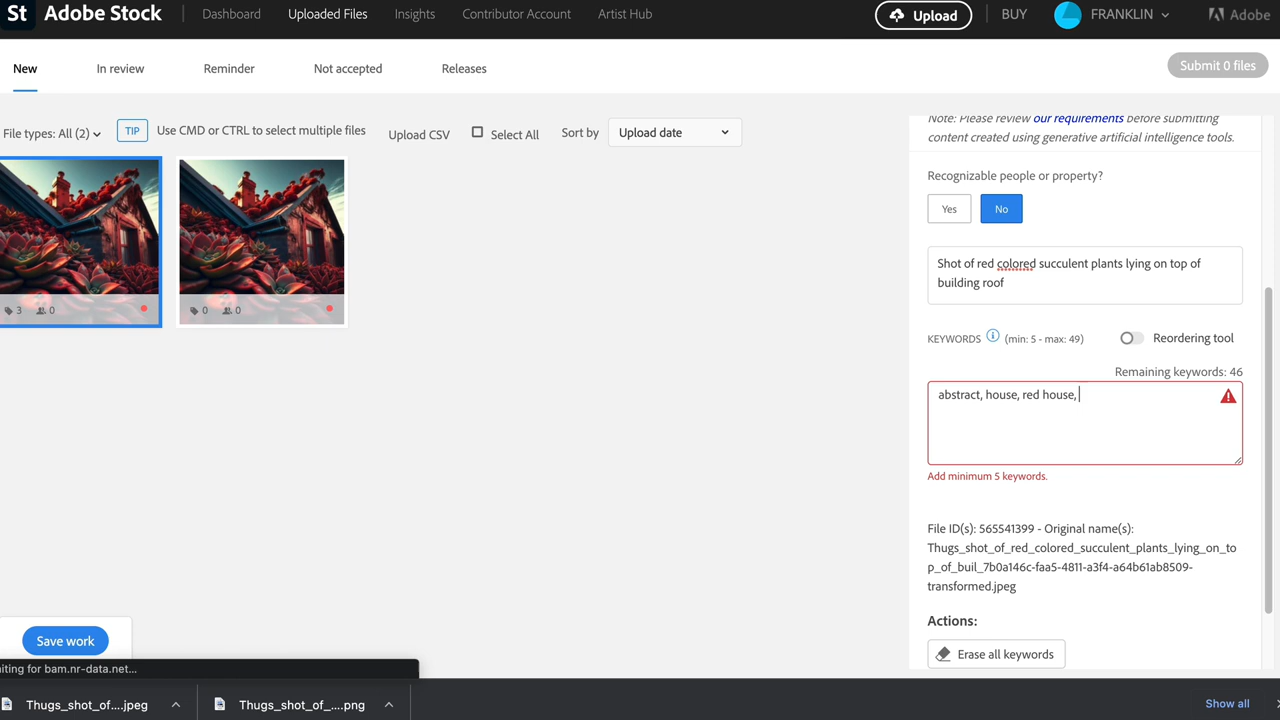 St Adobe Stock Dashboard Uploaded Files Insights Contributor Account Artist Hub Upload BUY FRANKLIN Adobe
New In review Reminder Not accepted Releases Submit 0 files
File types: All (2) TIP Use CMD or CTRL to select multiple files Upload CSV Select All Sort by Upload date
Note: Please review our requirements before submitting
content created using generative artificial intelligence tools.
Recognizable people or property?
Yes No
Shot of red colored succulent plants lying on top of
building roof
3 0 0 0
KEYWORDS (min: 5 - max: 49) Reordering tool
Remaining keywords: 46
abstract, house, red house,
Add minimum 5 keywords.
File ID(s): 565541399 - Original name(s):
Thugs_shot_of_red_colored_succulent_plants_lying_on_to
p_of_buil_7b0a146c-faa5-4811-a3f4-a64b61ab8509-
transformed.jpeg
Actions:
Erase all keywords
Save work
iting for bam.nr-data.net...
Thugs_shot_of....jpeg Thugs_shot_of_....png Show all